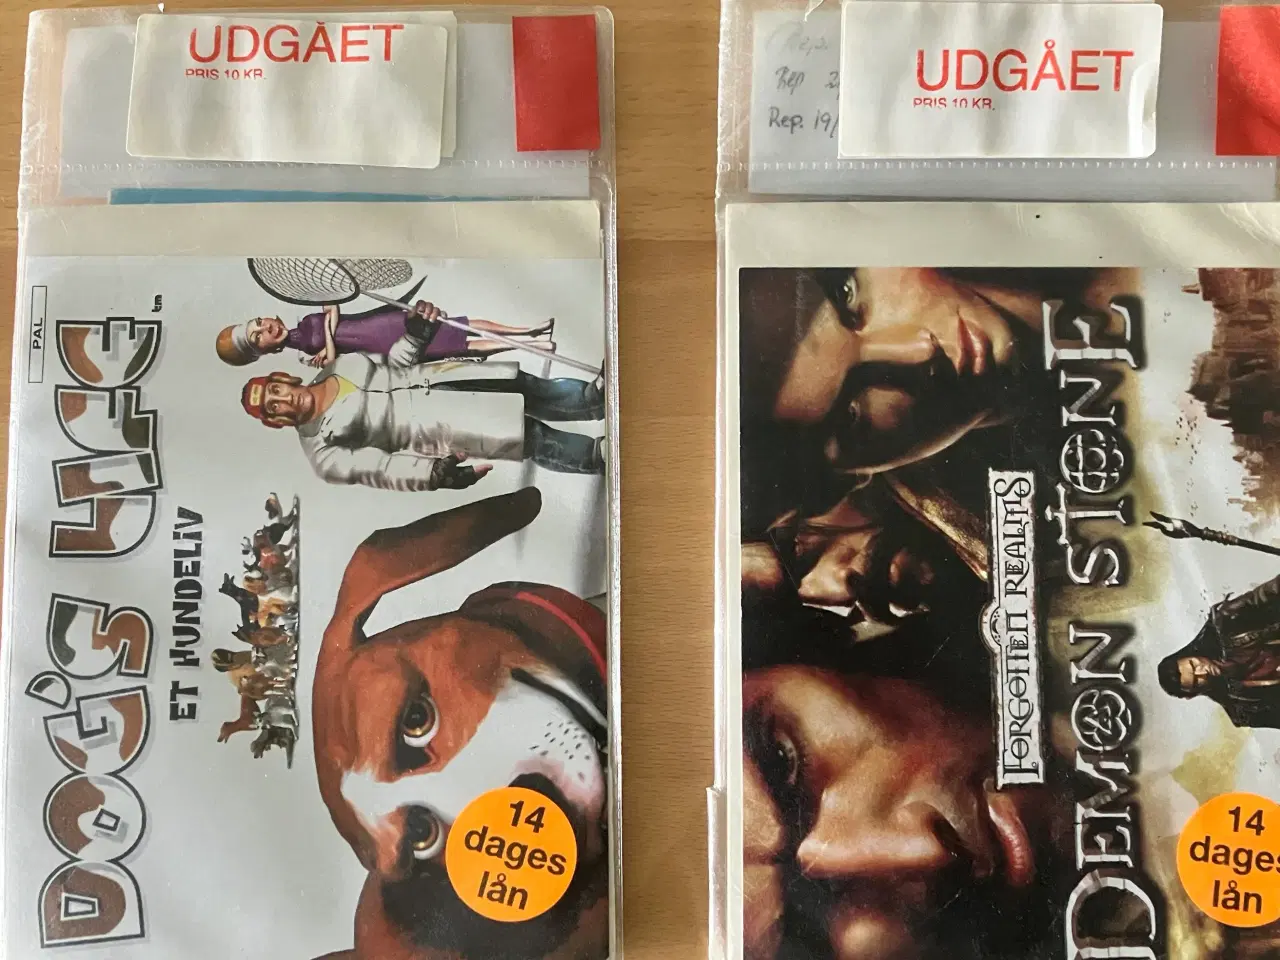 UDGÅET
PRIS 10 KR.
PAL
DOG'S LIFE
tm
ET HUNDELIV
14
dages
lån
UDGÅET
PRIS 10 KR.
Rep
Rep. 19/
FORGOTTEN REALMS
DEMON STONE
14
dages
lån